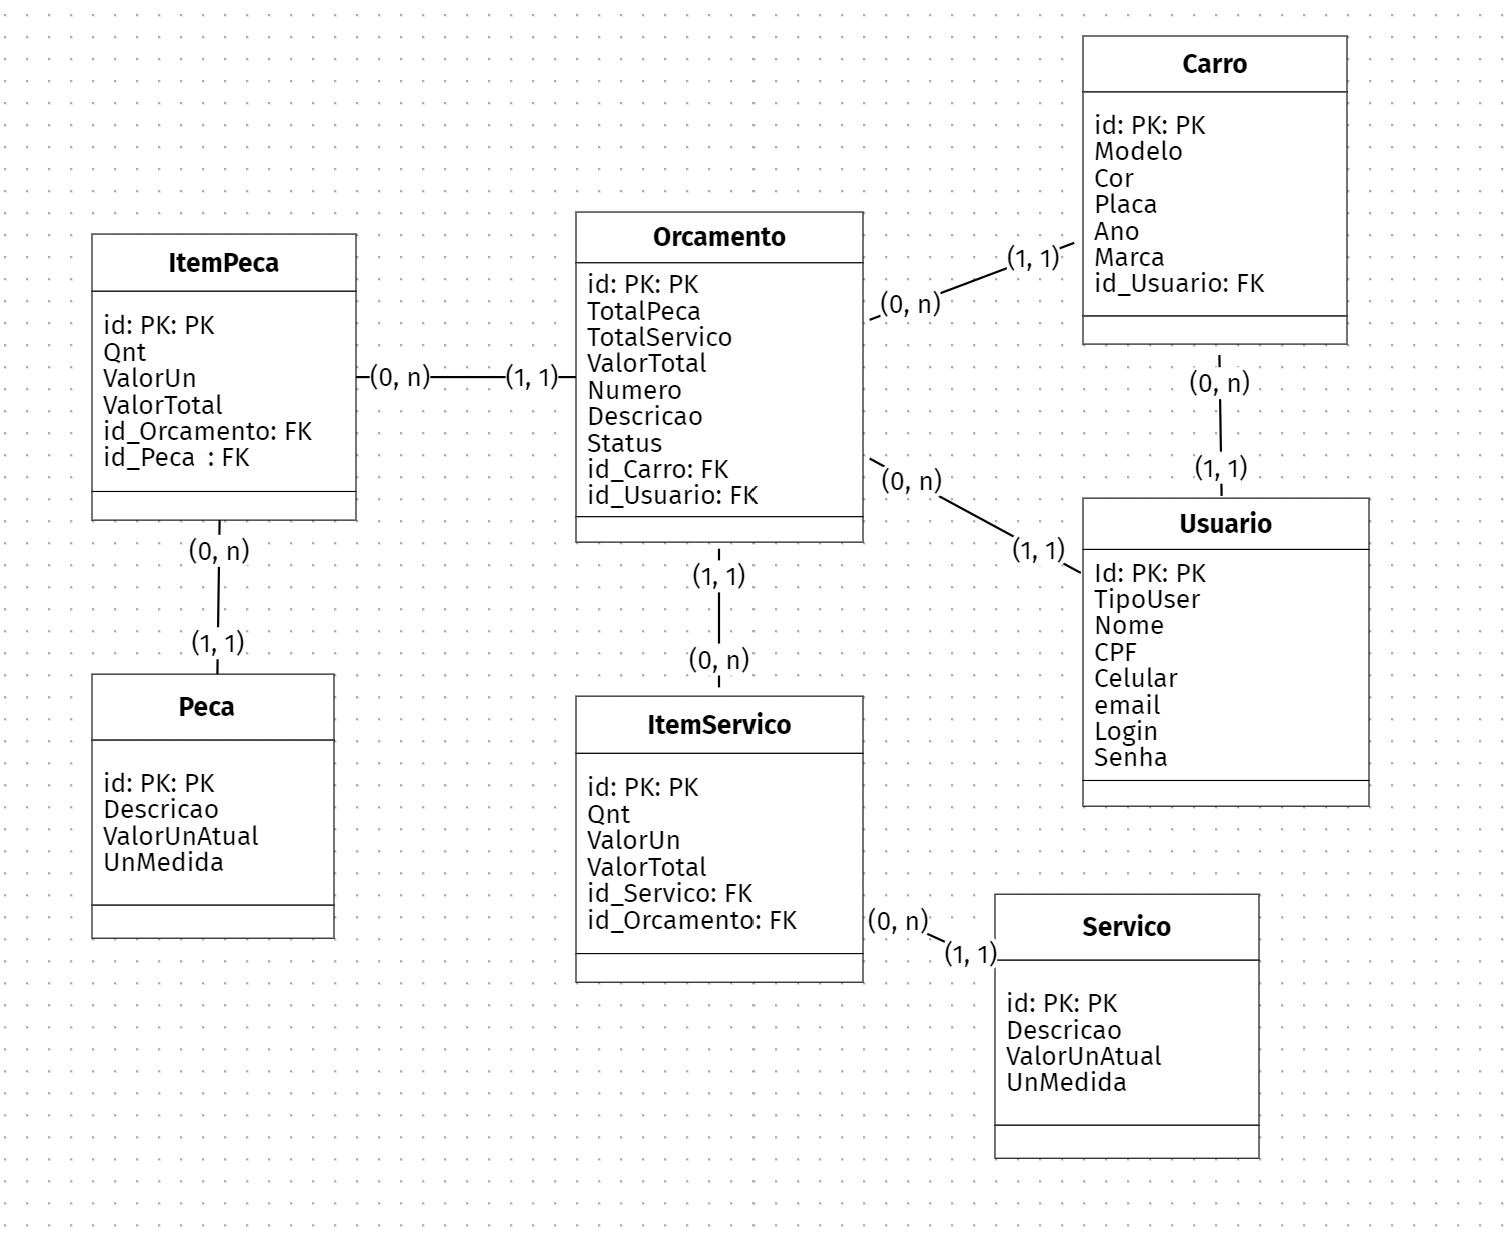 Carro
id: PK: PK
Modelo
Cor
Placa
Ano
Marca
id_Usuario: FK
Orcamento
id: PK: PK
TotalPeca
TotalServico
ValorTotal
Numero
Descricao
Status
id_Carro: FK
id_Usuario: FK
ItemPeca
id: PK: PK
Qnt
ValorUn
ValorTotal
id_Orcamento: FK
id_Peca : FK
(1, 1)
(0, n)
(0, n)
(1, 1)
(0, n)
(1, 1)
(0, n)
(1, 1)
Usuario
Id: PK: PK
TipoUser
Nome
CPF
Celular
email
Login
Senha
(0, n)
(1, 1)
(1, 1)
(0, n)
Peca
id: PK: PK
Descricao
ValorUnAtual
UnMedida
ItemServico
id: PK: PK
Qnt
ValorUn
ValorTotal
id_Servico: FK
id_Orcamento: FK
(0, n)
(1, 1)
Servico
id: PK: PK
Descricao
ValorUnAtual
UnMedida